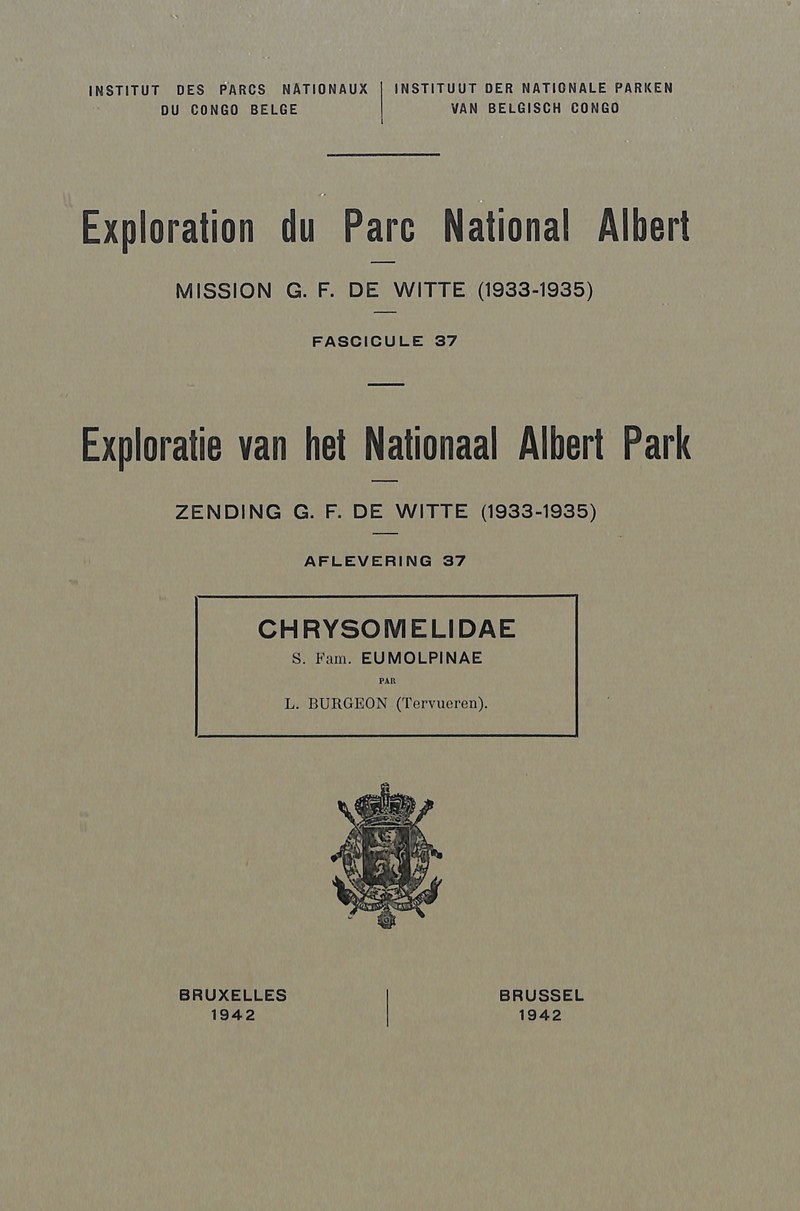 INSTITUT DES PARCS NATIONAUX
DU CONGO BELGE
INSTITUUT DER NATIONALE PARKEN
VAN BELGISCH CONGO
Exploration du Parc National Albert
MISSION G. F. DE WITTE (1933-1935)
FASCICULE 37
Exploratie van het Nationaal Albert Park
ZENDING G. F. DE WITTE (1933-1935)
AFLEVERING 37
CHRYSOMELIDAE
S. Fam. EUMOLPINAE
PAR
L. BURGEON (Tervueren).
BRUXELLES
1942
BRUSSEL
1942